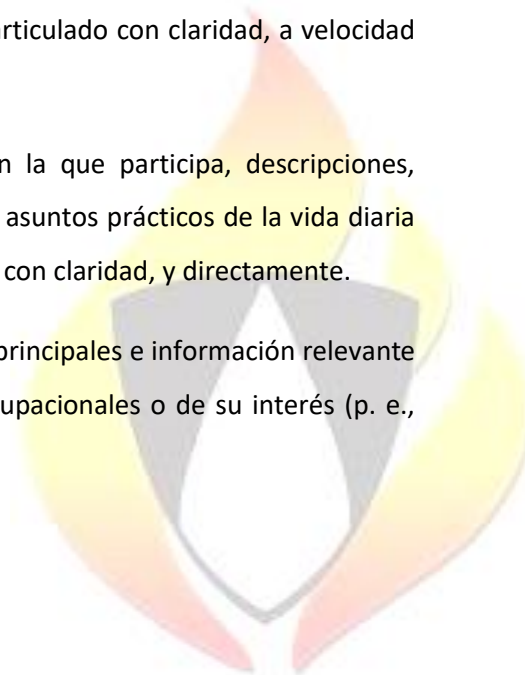 articulado con claridad, a velocidad
n la que participa, descripciones,
asuntos prácticos de la vida diaria
con claridad, y directamente.
principales e información relevante
upacionales o de su interés (p. e.,